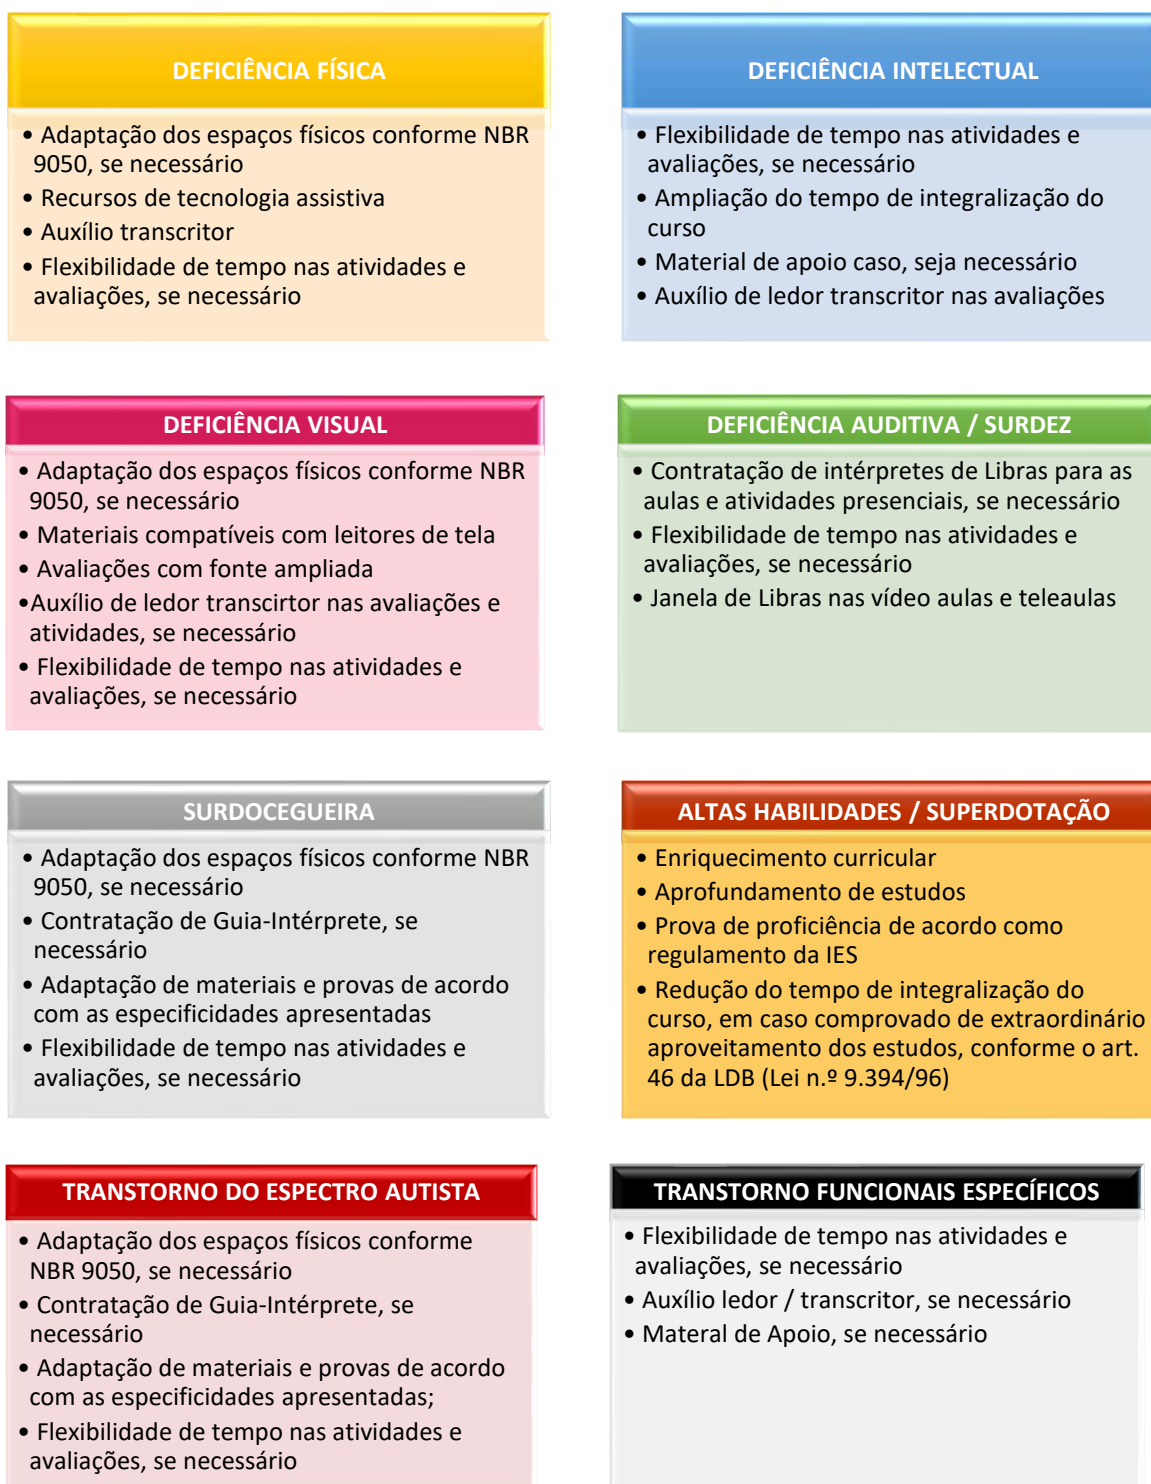 DEFICIÊNCIA FÍSICA
• Adaptação dos espaços físicos conforme NBR
9050, se necessário
• Recursos de tecnologia assistiva
• Auxílio transcritor
• Flexibilidade de tempo nas atividades e
avaliações, se necessário
DEFICIÊNCIA INTELECTUAL
• Flexibilidade de tempo nas atividades e
avaliações, se necessário
• Ampliação do tempo de integralização do
curso
• Material de apoio caso, seja necessário
• Auxílio de ledor transcritor nas avaliações
DEFICIÊNCIA VISUAL
• Adaptação dos espaços físicos conforme NBR
9050, se necessário
• Materiais compatíveis com leitores de tela
• Avaliações com fonte ampliada
•Auxílio de ledor transcirtor nas avaliações e
atividades, se necessário
• Flexibilidade de tempo nas atividades e
avaliações, se necessário
DEFICIÊNCIA AUDITIVA / SURDEZ
• Contratação de intérpretes de Libras para as
aulas e atividades presenciais, se necessário
• Flexibilidade de tempo nas atividades e
avaliações, se necessário
• Janela de Libras nas vídeo aulas e teleaulas
SURDOCEGUEIRA
• Adaptação dos espaços físicos conforme NBR
9050, se necessário
• Contratação de Guia-Intérprete, se
necessário
• Adaptação de materiais e provas de acordo
com as especificidades apresentadas
• Flexibilidade de tempo nas atividades e
avaliações, se necessário
ALTAS HABILIDADES / SUPERDOTAÇÃO
• Enriquecimento curricular
• Aprofundamento de estudos
• Prova de proficiência de acordo como
regulamento da IES
• Redução do tempo de integralização do
curso, em caso comprovado de extraordinário
aproveitamento dos estudos, conforme o art.
46 da LDB (Lei n.º 9.394/96)
TRANSTORNO DO ESPECTRO AUTISTA
• Adaptação dos espaços físicos conforme
NBR 9050, se necessário
• Contratação de Guia-Intérprete, se
necessário
• Adaptação de materiais e provas de acordo
com as especificidades apresentadas;
• Flexibilidade de tempo nas atividades e
avaliações, se necessário
TRANSTORNO FUNCIONAIS ESPECÍFICOS
• Flexibilidade de tempo nas atividades e
avaliações, se necessário
• Auxílio ledor / transcritor, se necessário
• Materal de Apoio, se necessário